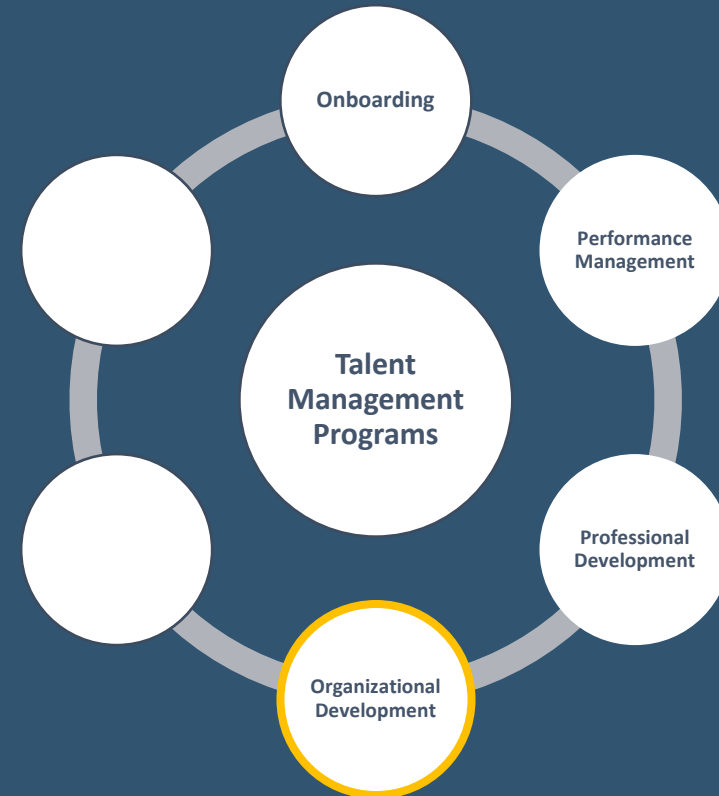 Onboarding
Performance
Management
Talent
Management
Programs
Professional
Development
Organizational
Development